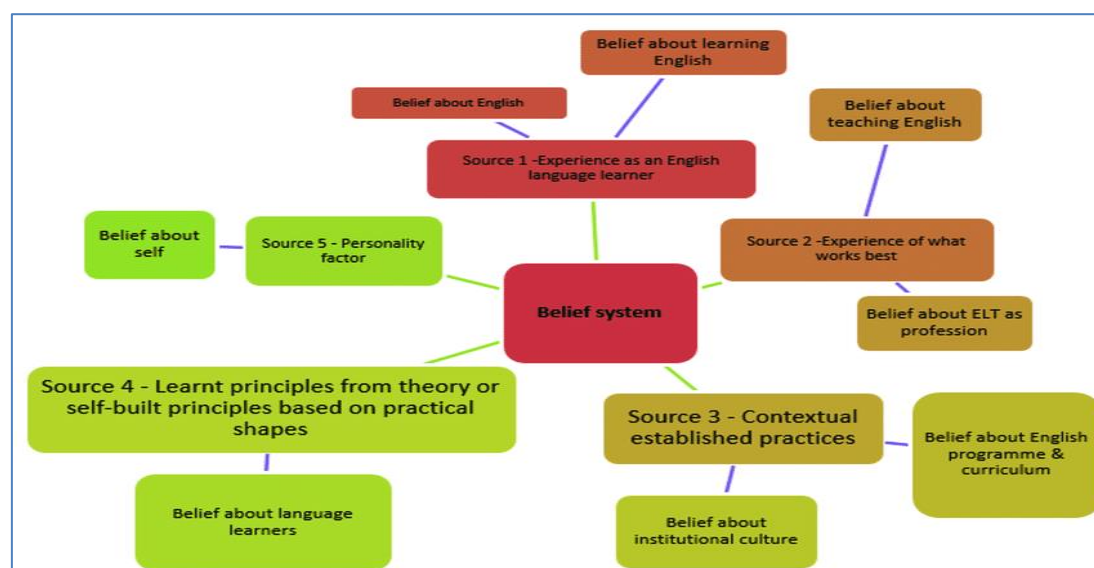 Belief about learning
English
Belief about English
Belief about
teaching English
Source 1 -Experience as an English
language learner
Belief about
self
Source 5 - Personality
factor
Source 2 -Experience of what
works best
Belief system
Belief about ELT as
profession
Source 4 - Learnt principles from theory or
self-built principles based on practical
shapes
Source 3 - Contextual
established practices
Belief about English
programme & curriculum
Belief about language
learners
Belief about
institutional culture